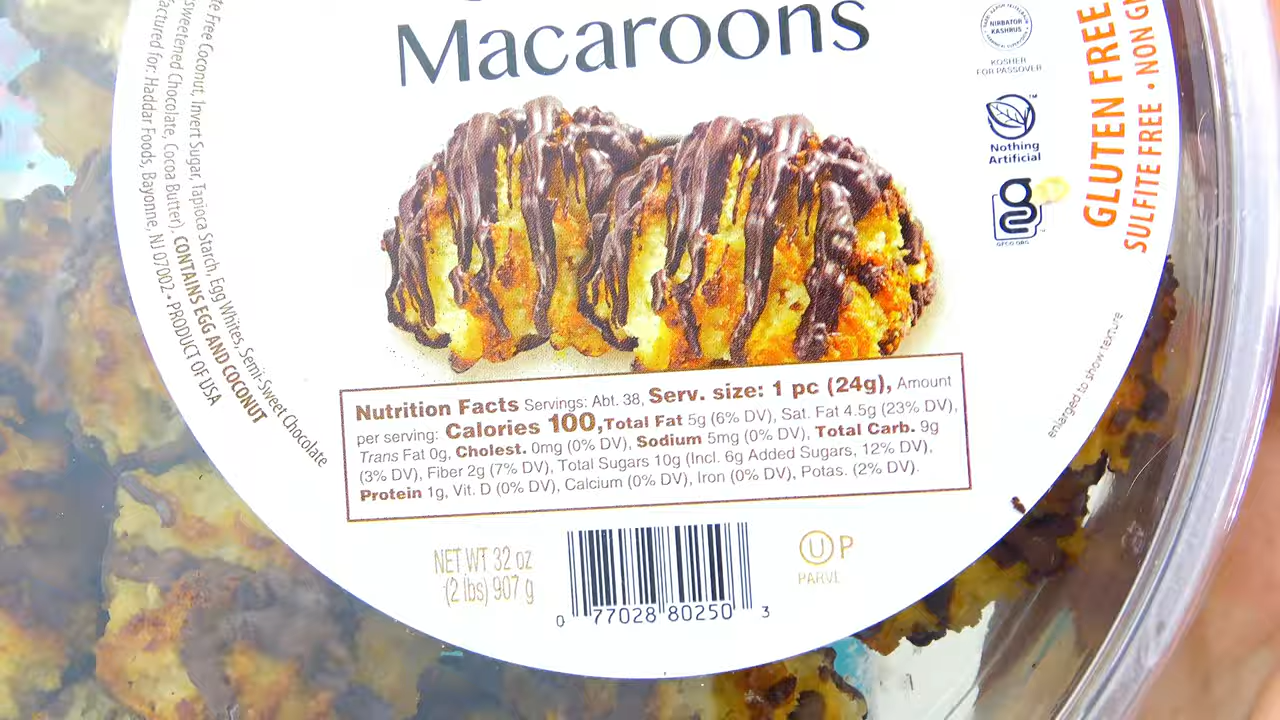 Macaroons
te Free Coconut, Invert Sugar, Tapioca Starch, Egg Whites, Semi-Sweet Chocolate
sweetened Chocolate, Cocoa Butter). CONTAINS EGG AND COCONUT
actured for: Haddar Foods, Bayonne, NJ 07002 • PRODUCT OF USA
NIRBATOR
KASHRUS
KOSHER
FOR PASSOVER
Nothing
Artificial
GFCO.ORG
GLUTEN FREE
SULFITE FREE • NON G
enlarged to show texture
Nutrition Facts Servings: Abt. 38, Serv. size: 1 pc (24g), Amount
per serving: Calories 100, Total Fat 5g (6% DV), Sat. Fat 4.5g (23% DV),
Trans Fat 0g, Cholest. 0mg (0% DV), Sodium 5mg (0% DV), Total Carb. 9g
(3% DV), Fiber 2g (7% DV), Total Sugars 10g (Incl. 6g Added Sugars, 12% DV),
Protein 1g, Vit. D (0% DV), Calcium (0% DV), Iron (0% DV), Potas. (2% DV).
NET WT 32 oz
(2 lbs) 907 g
0 77028 80250 3
U P
PARVE